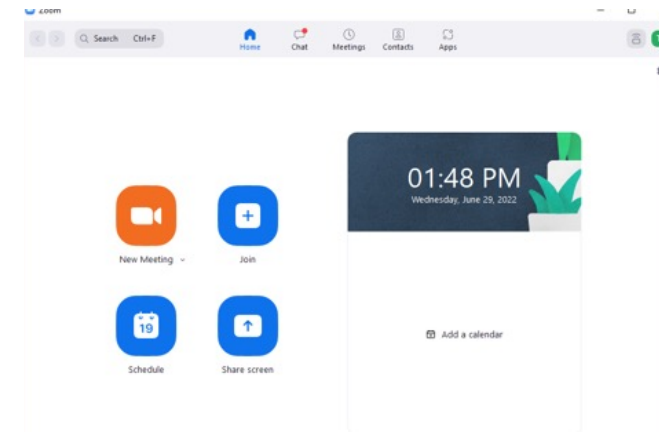 Zoom
Search Ctrl+F
Home
Chat
Meetings
Contacts
Apps
01:48 PM
Wednesday, June 29, 2022
New Meeting
Join
19
Schedule
Share screen
Add a calendar